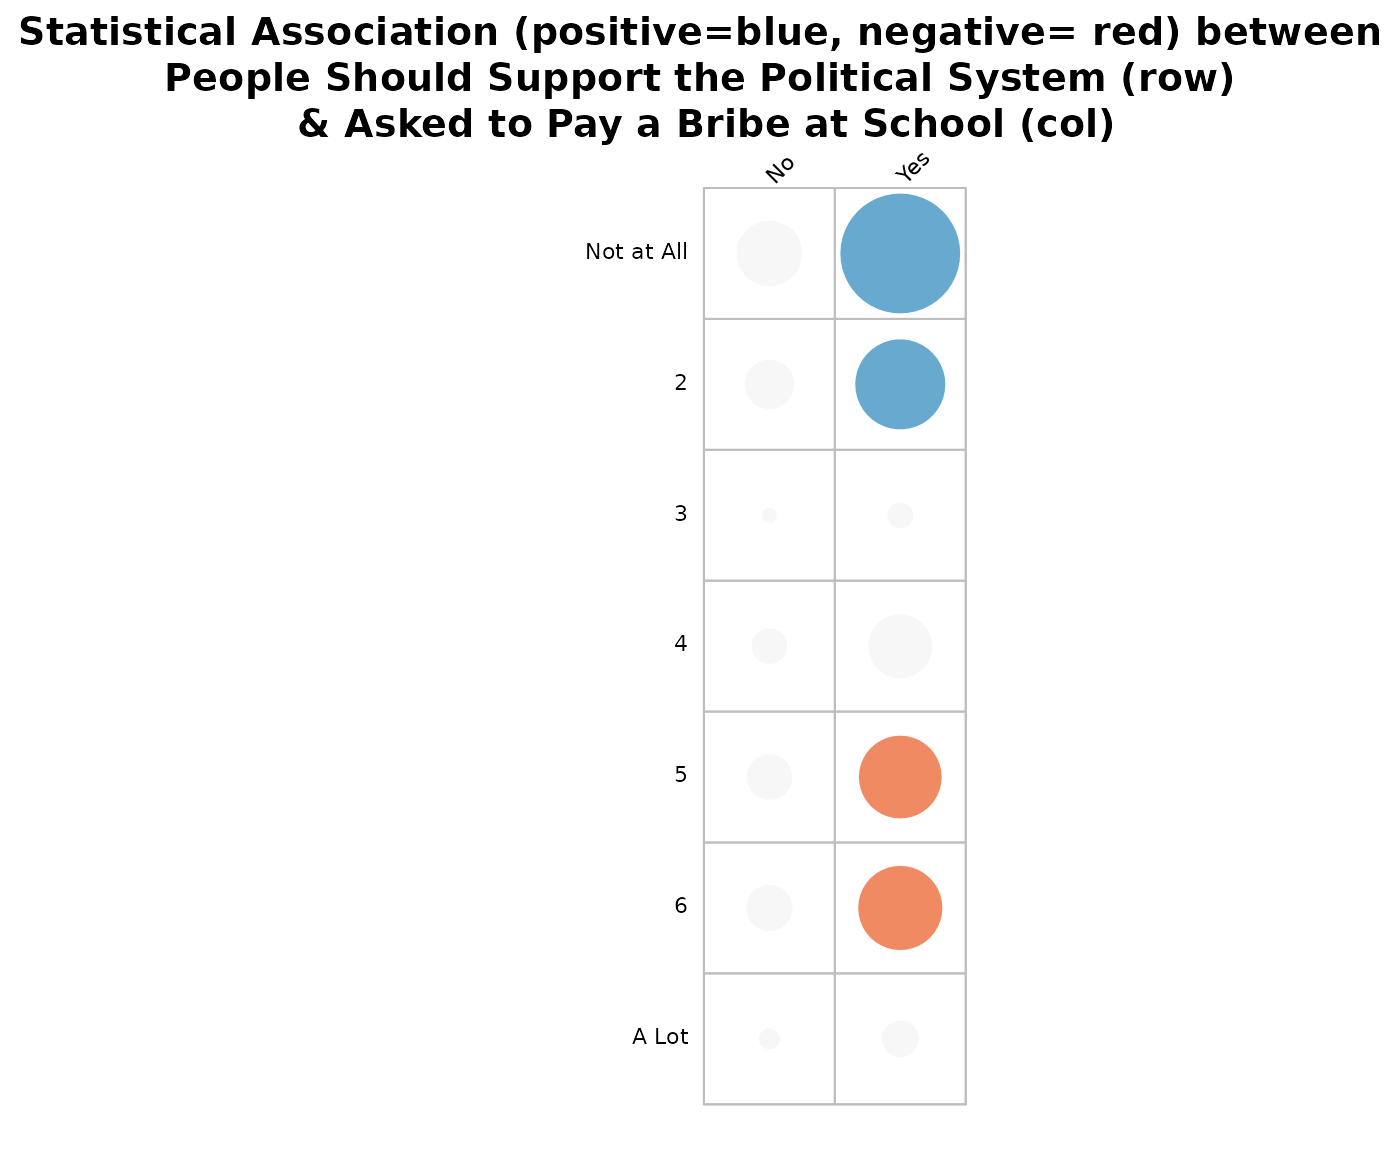 Statistical Association (positive=blue, negative= red) between
People Should Support the Political System (row)
& Asked to Pay a Bribe at School (col)
No Yes
Not at All
2
3
4
5
6
A Lot